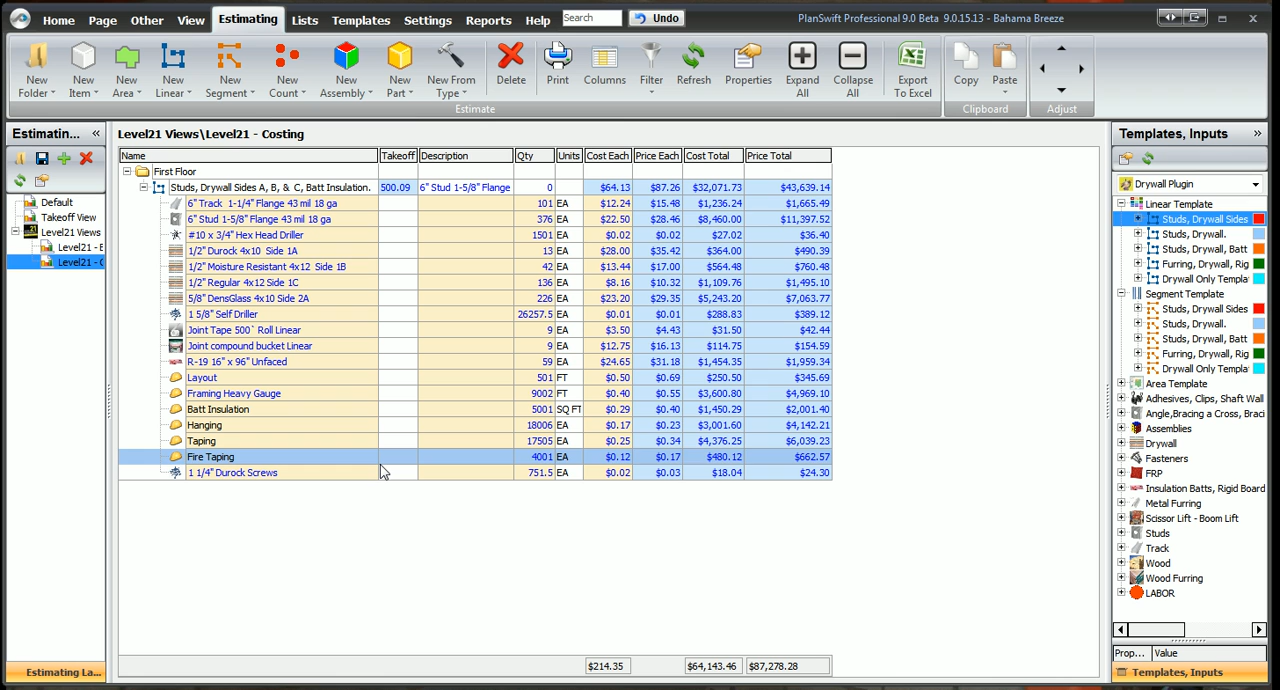 Home Page Other View Estimating Lists Templates Settings Reports Help Search Undo PlanSwift Professional 9.0 Beta 9.0.15.13 - Bahama Breeze
New Folder New Item New Area New Linear New Segment New Count New Assembly New Part New From Type Delete Print Columns Filter Refresh Properties Expand All Collapse All Export To Excel Copy Paste
Estimate Clipboard Adjust
Estimatin... «
Default
Takeoff View
Level21 Views
Level21 - E
Level21 - C
Estimating La...
Level21 Views\Level21 - Costing
Name Takeoff Description Qty Units Cost Each Price Each Cost Total Price Total
First Floor
Studs, Drywall Sides A, B, & C, Batt Insulation. 500.09 6" Stud 1-5/8" Flange 0 $64.13 $87.26 $32,071.73 $43,639.14
6" Track 1-1/4" Flange 43 mil 18 ga 101 EA $12.24 $15.48 $1,236.24 $1,665.49
6" Stud 1-5/8" Flange 43 mil 18 ga 376 EA $22.50 $28.46 $8,460.00 $11,397.52
#10 x 3/4" Hex Head Driller 1501 EA $0.02 $0.02 $27.02 $36.40
1/2" Durock 4x10 Side 1A 13 EA $28.00 $35.42 $364.00 $490.39
1/2" Moisture Resistant 4x12 Side 1B 42 EA $13.44 $17.00 $564.48 $760.48
1/2" Regular 4x12 Side 1C 136 EA $8.16 $10.32 $1,109.76 $1,495.10
5/8" DensGlass 4x10 Side 2A 226 EA $23.20 $29.35 $5,243.20 $7,063.77
1 5/8" Self Driller 26257.5 EA $0.01 $0.01 $288.83 $389.12
Joint Tape 500` Roll Linear 9 EA $3.50 $4.43 $31.50 $42.44
Joint compound bucket Linear 9 EA $12.75 $16.13 $114.75 $154.59
R-19 16" x 96" Unfaced 59 EA $24.65 $31.18 $1,454.35 $1,959.34
Layout 501 FT $0.50 $0.69 $250.50 $345.69
Framing Heavy Gauge 9002 FT $0.40 $0.55 $3,600.80 $4,969.10
Batt Insulation 5001 SQ FT $0.29 $0.40 $1,450.29 $2,001.40
Hanging 18006 EA $0.17 $0.23 $3,001.60 $4,142.21
Taping 17505 EA $0.25 $0.34 $4,376.25 $6,039.23
Fire Taping 4001 EA $0.12 $0.17 $480.12 $662.57
1 1/4" Durock Screws 751.5 EA $0.02 $0.03 $18.04 $24.30
$214.35 $64,143.46 $87,278.28
Templates, Inputs »
Drywall Plugin
Linear Template
Studs, Drywall Sides
Studs, Drywall.
Studs, Drywall, Batt
Furring, Drywall, Rig
Drywall Only Templa
Segment Template
Studs, Drywall Sides
Studs, Drywall.
Studs, Drywall, Batt
Furring, Drywall, Rig
Drywall Only Templa
Area Template
Adhesives, Clips, Shaft Wall
Angle,Bracing a Cross, Braci
Assemblies
Drywall
Fasteners
FRP
Insulation Batts, Rigid Board
Metal Furring
Scissor Lift - Boom Lift
Studs
Track
Wood
Wood Furring
LABOR
Prop... Value
Templates, Inputs